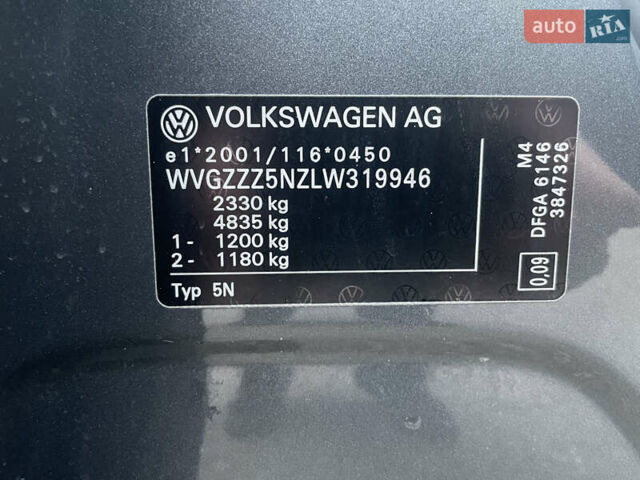 auto RIA.com
VOLKSWAGEN AG
e1*2001/116*0450
WVGZZZ5NZLW319946
2330 kg
4835 kg
1- 1200 kg
2- 1180 kg
Typ 5N
M4
DFGA 6146
3847326
0,09